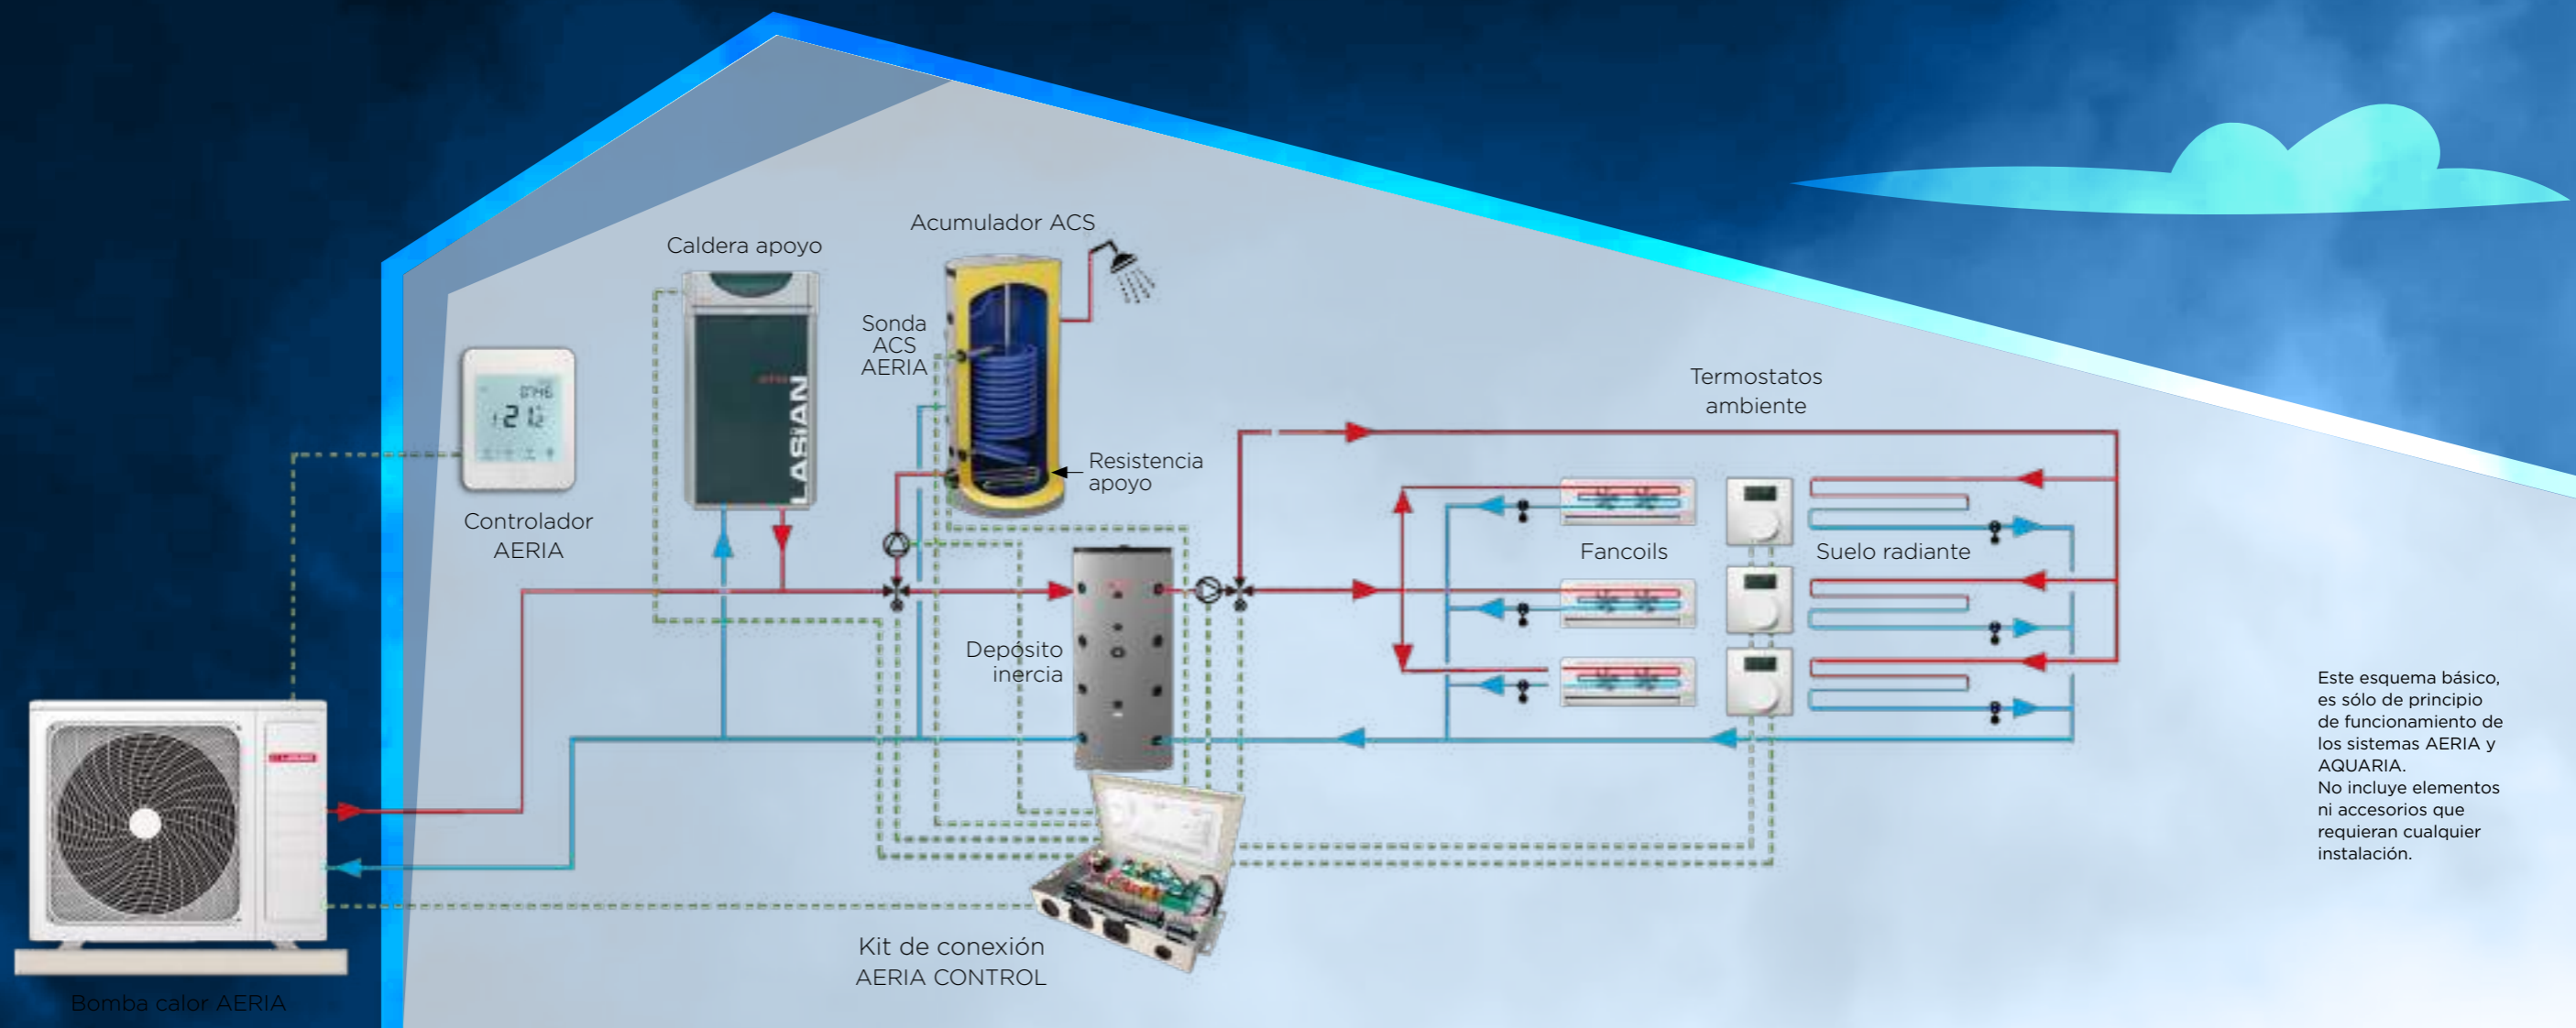 Acumulador ACS
Caldera apoyo
Sonda
ACS
AERIA
LASIAN
Resistencia
apoyo
Controlador
AERIA
Termostatos
ambiente
Fancoils
Suelo radiante
Depósito
inercia
Kit de conexión
AERIA CONTROL
Bomba calor AERIA
Este esquema básico,
es sólo de principio
de funcionamiento de
los sistemas AERIA y
AQUARIA.
No incluye elementos
ni accesorios que
requieran cualquier
instalación.